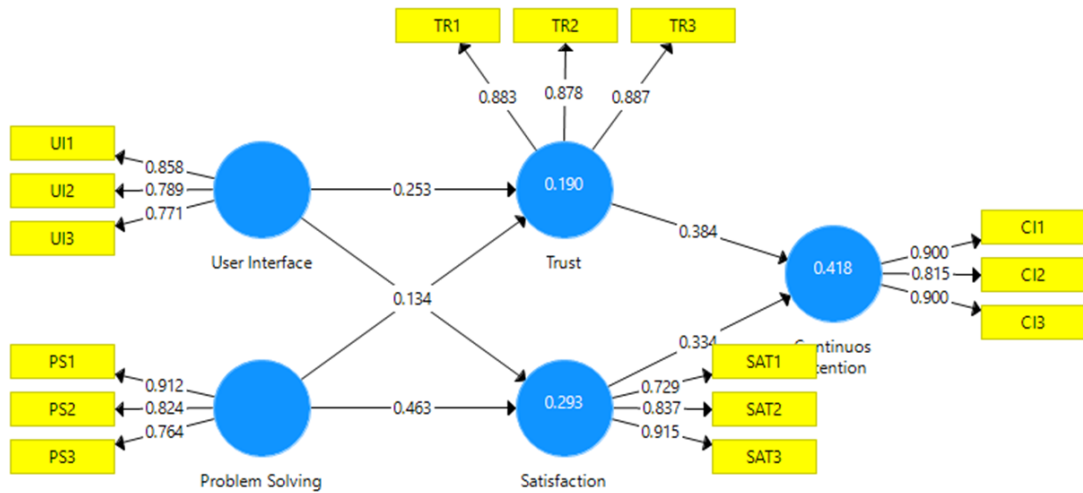 TR1
TR2
TR3
0.883
0.878
0.887
UI1
UI2
UI3
0.858
0.789
0.771
User Interface
0.253
0.190
Trust
0.384
0.134
0.418
Continuos
CI1
CI2
CI3
0.900
0.815
0.900
PS1
PS2
PS3
0.912
0.824
0.764
Problem Solving
0.463
0.293
Satisfaction
0.334
SAT1
SAT2
SAT3
0.729
0.837
0.915